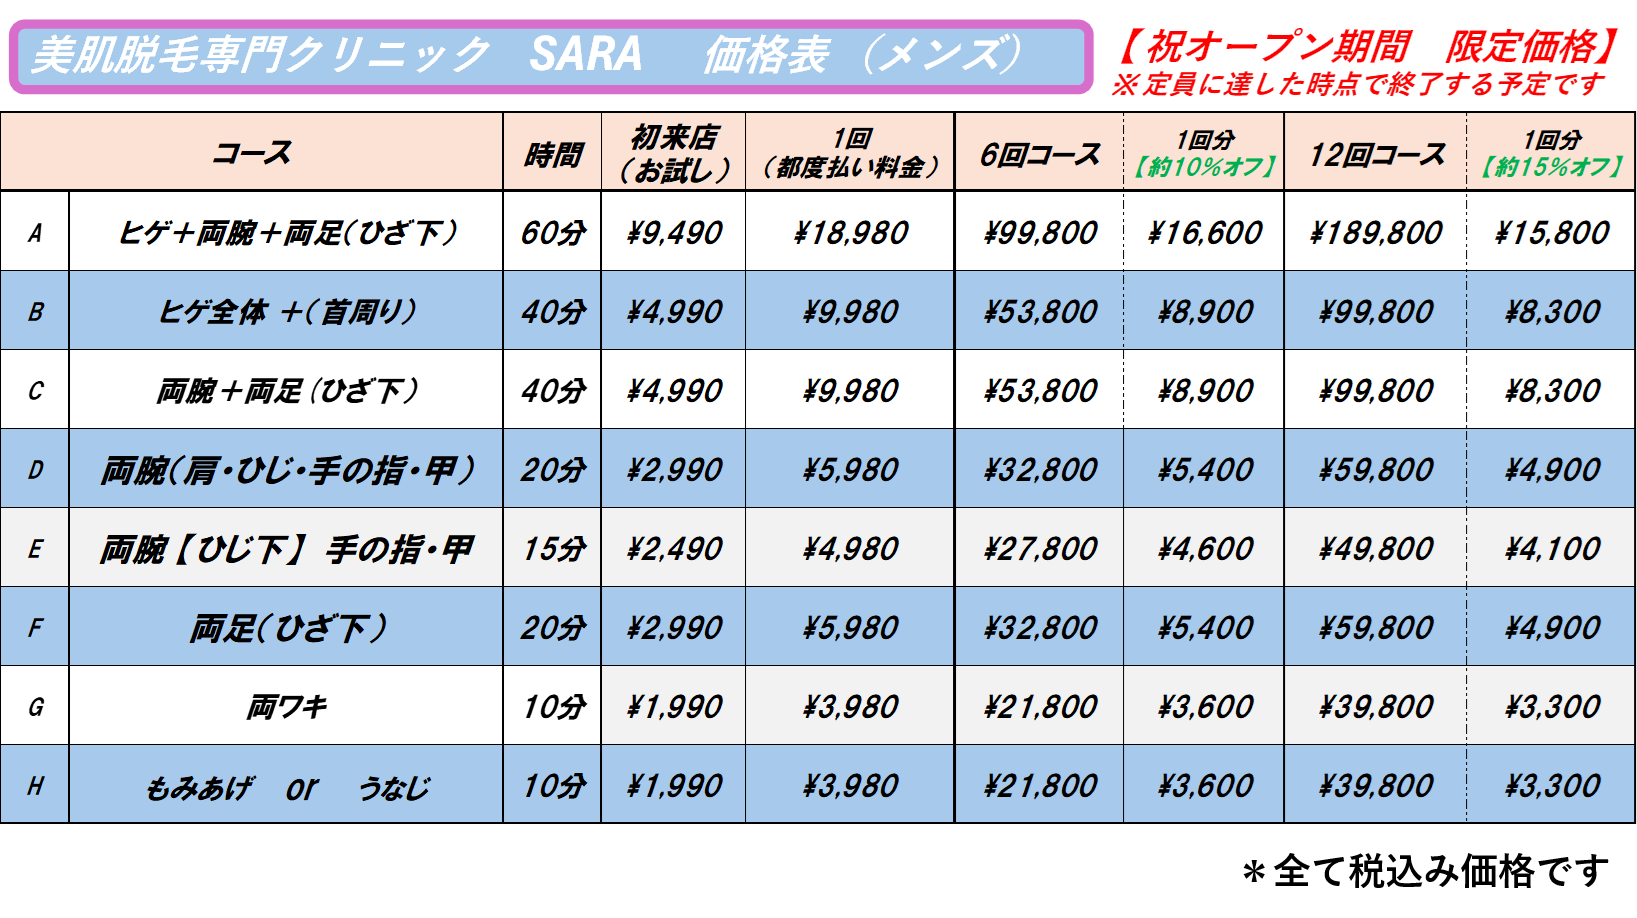 美肌脱毛専門クリニック　SARA　価格表（メンズ）
【祝オープン期間　限定価格】
※定員に達した時点で終了する予定です
コース 時間 初来店（お試し） 1回（都度払い料金） 6回コース 1回分【約10%オフ】 12回コース 1回分【約15%オフ】
A ヒゲ＋両腕＋両足（ひざ下） 60分 ¥9,490 ¥18,980 ¥99,800 ¥16,600 ¥189,800 ¥15,800
B ヒゲ全体 ＋（首周り） 40分 ¥4,990 ¥9,980 ¥53,800 ¥8,900 ¥99,800 ¥8,300
C 両腕＋両足（ひざ下） 40分 ¥4,990 ¥9,980 ¥53,800 ¥8,900 ¥99,800 ¥8,300
D 両腕（肩・ひじ・手の指・甲） 20分 ¥2,990 ¥5,980 ¥32,800 ¥5,400 ¥59,800 ¥4,900
E 両腕【ひじ下】 手の指・甲 15分 ¥2,490 ¥4,980 ¥27,800 ¥4,600 ¥49,800 ¥4,100
F 両足（ひざ下） 20分 ¥2,990 ¥5,980 ¥32,800 ¥5,400 ¥59,800 ¥4,900
G 両ワキ 10分 ¥1,990 ¥3,980 ¥21,800 ¥3,600 ¥39,800 ¥3,300
H もみあげ　or　うなじ 10分 ¥1,990 ¥3,980 ¥21,800 ¥3,600 ¥39,800 ¥3,300
＊全て税込み価格です